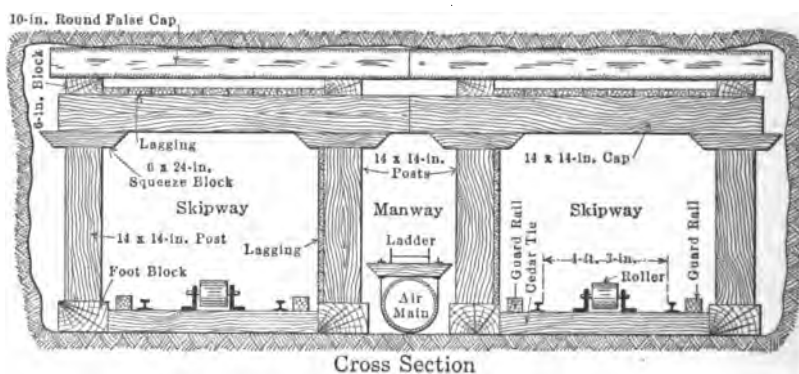 10-in. Round False Cap
6-in. Block
Lagging
6 x 24-in.
Squeeze Block
14 x 14-in.
Posts
14 x 14-in. Cap
Skipway
Manway
Skipway
14 x 14-in. Post
Lagging
Ladder
Guard Rail
Cedar Tie
4-ft. 3-in.
Guard Rail
Roller
Foot Block
Air
Main
Cross Section